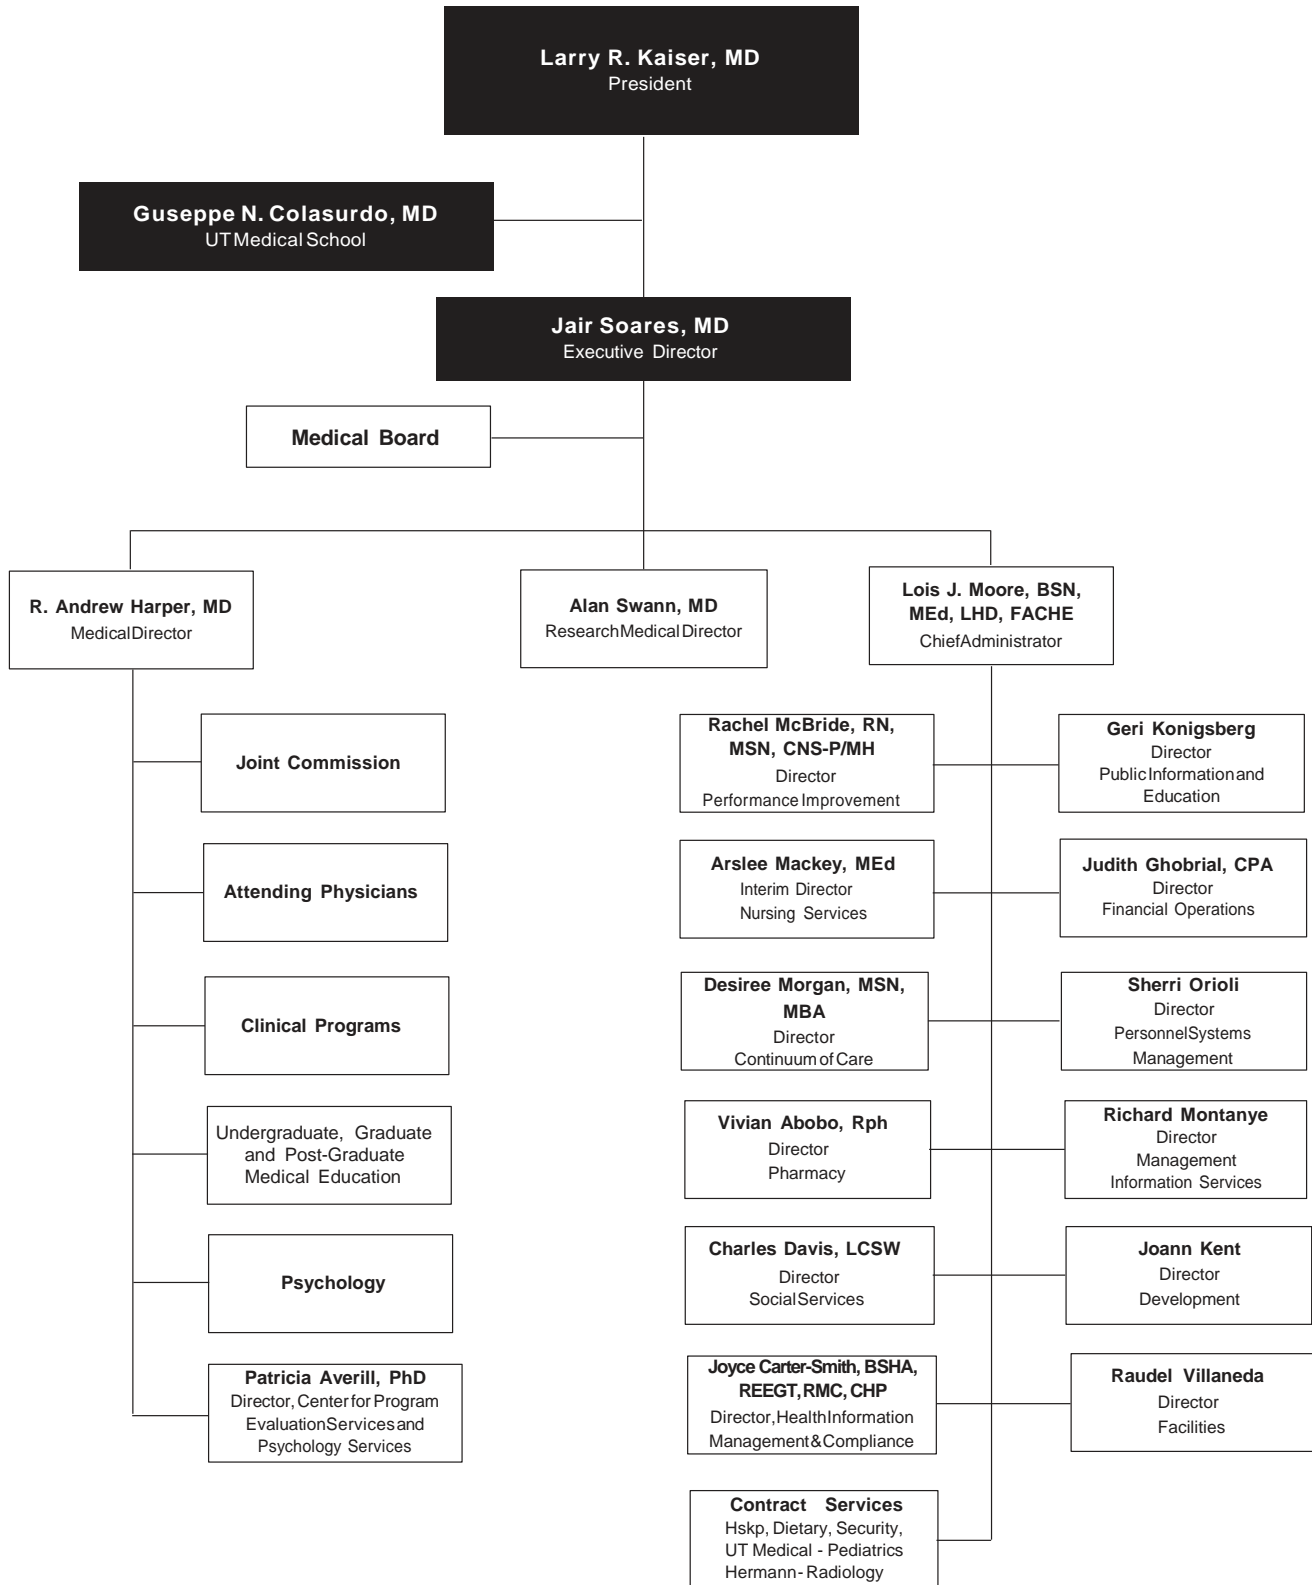 Larry R. Kaiser, MD
President
Guseppe N. Colasurdo, MD
UT Medical School
Jair Soares, MD
Executive Director
Medical Board
R. Andrew Harper, MD
Medical Director
Alan Swann, MD
Research Medical Director
Lois J. Moore, BSN,
MEd, LHD, FACHE
Chief Administrator
Joint Commission
Attending Physicians
Clinical Programs
Undergraduate, Graduate
and Post-Graduate
Medical Education
Psychology
Patricia Averill, PhD
Director, Center for Program
Evaluation Services and
Psychology Services
Rachel McBride, RN,
MSN, CNS-P/MH
Director
Performance Improvement
Geri Konigsberg
Director
Public Information and
Education
Arslee Mackey, MEd
Interim Director
Nursing Services
Judith Ghobrial, CPA
Director
Financial Operations
Desiree Morgan, MSN,
MBA
Director
Continuum of Care
Sherri Orioli
Director
Personnel Systems
Management
Vivian Abobo, Rph
Director
Pharmacy
Richard Montanye
Director
Management
Information Services
Charles Davis, LCSW
Director
Social Services
Joann Kent
Director
Development
Joyce Carter-Smith, BSHA,
REEGT, RMC, CHP
Director, Health Information
Management & Compliance
Raudel Villaneda
Director
Facilities
Contract Services
Hskp, Dietary, Security,
UT Medical - Pediatrics
Hermann - Radiology